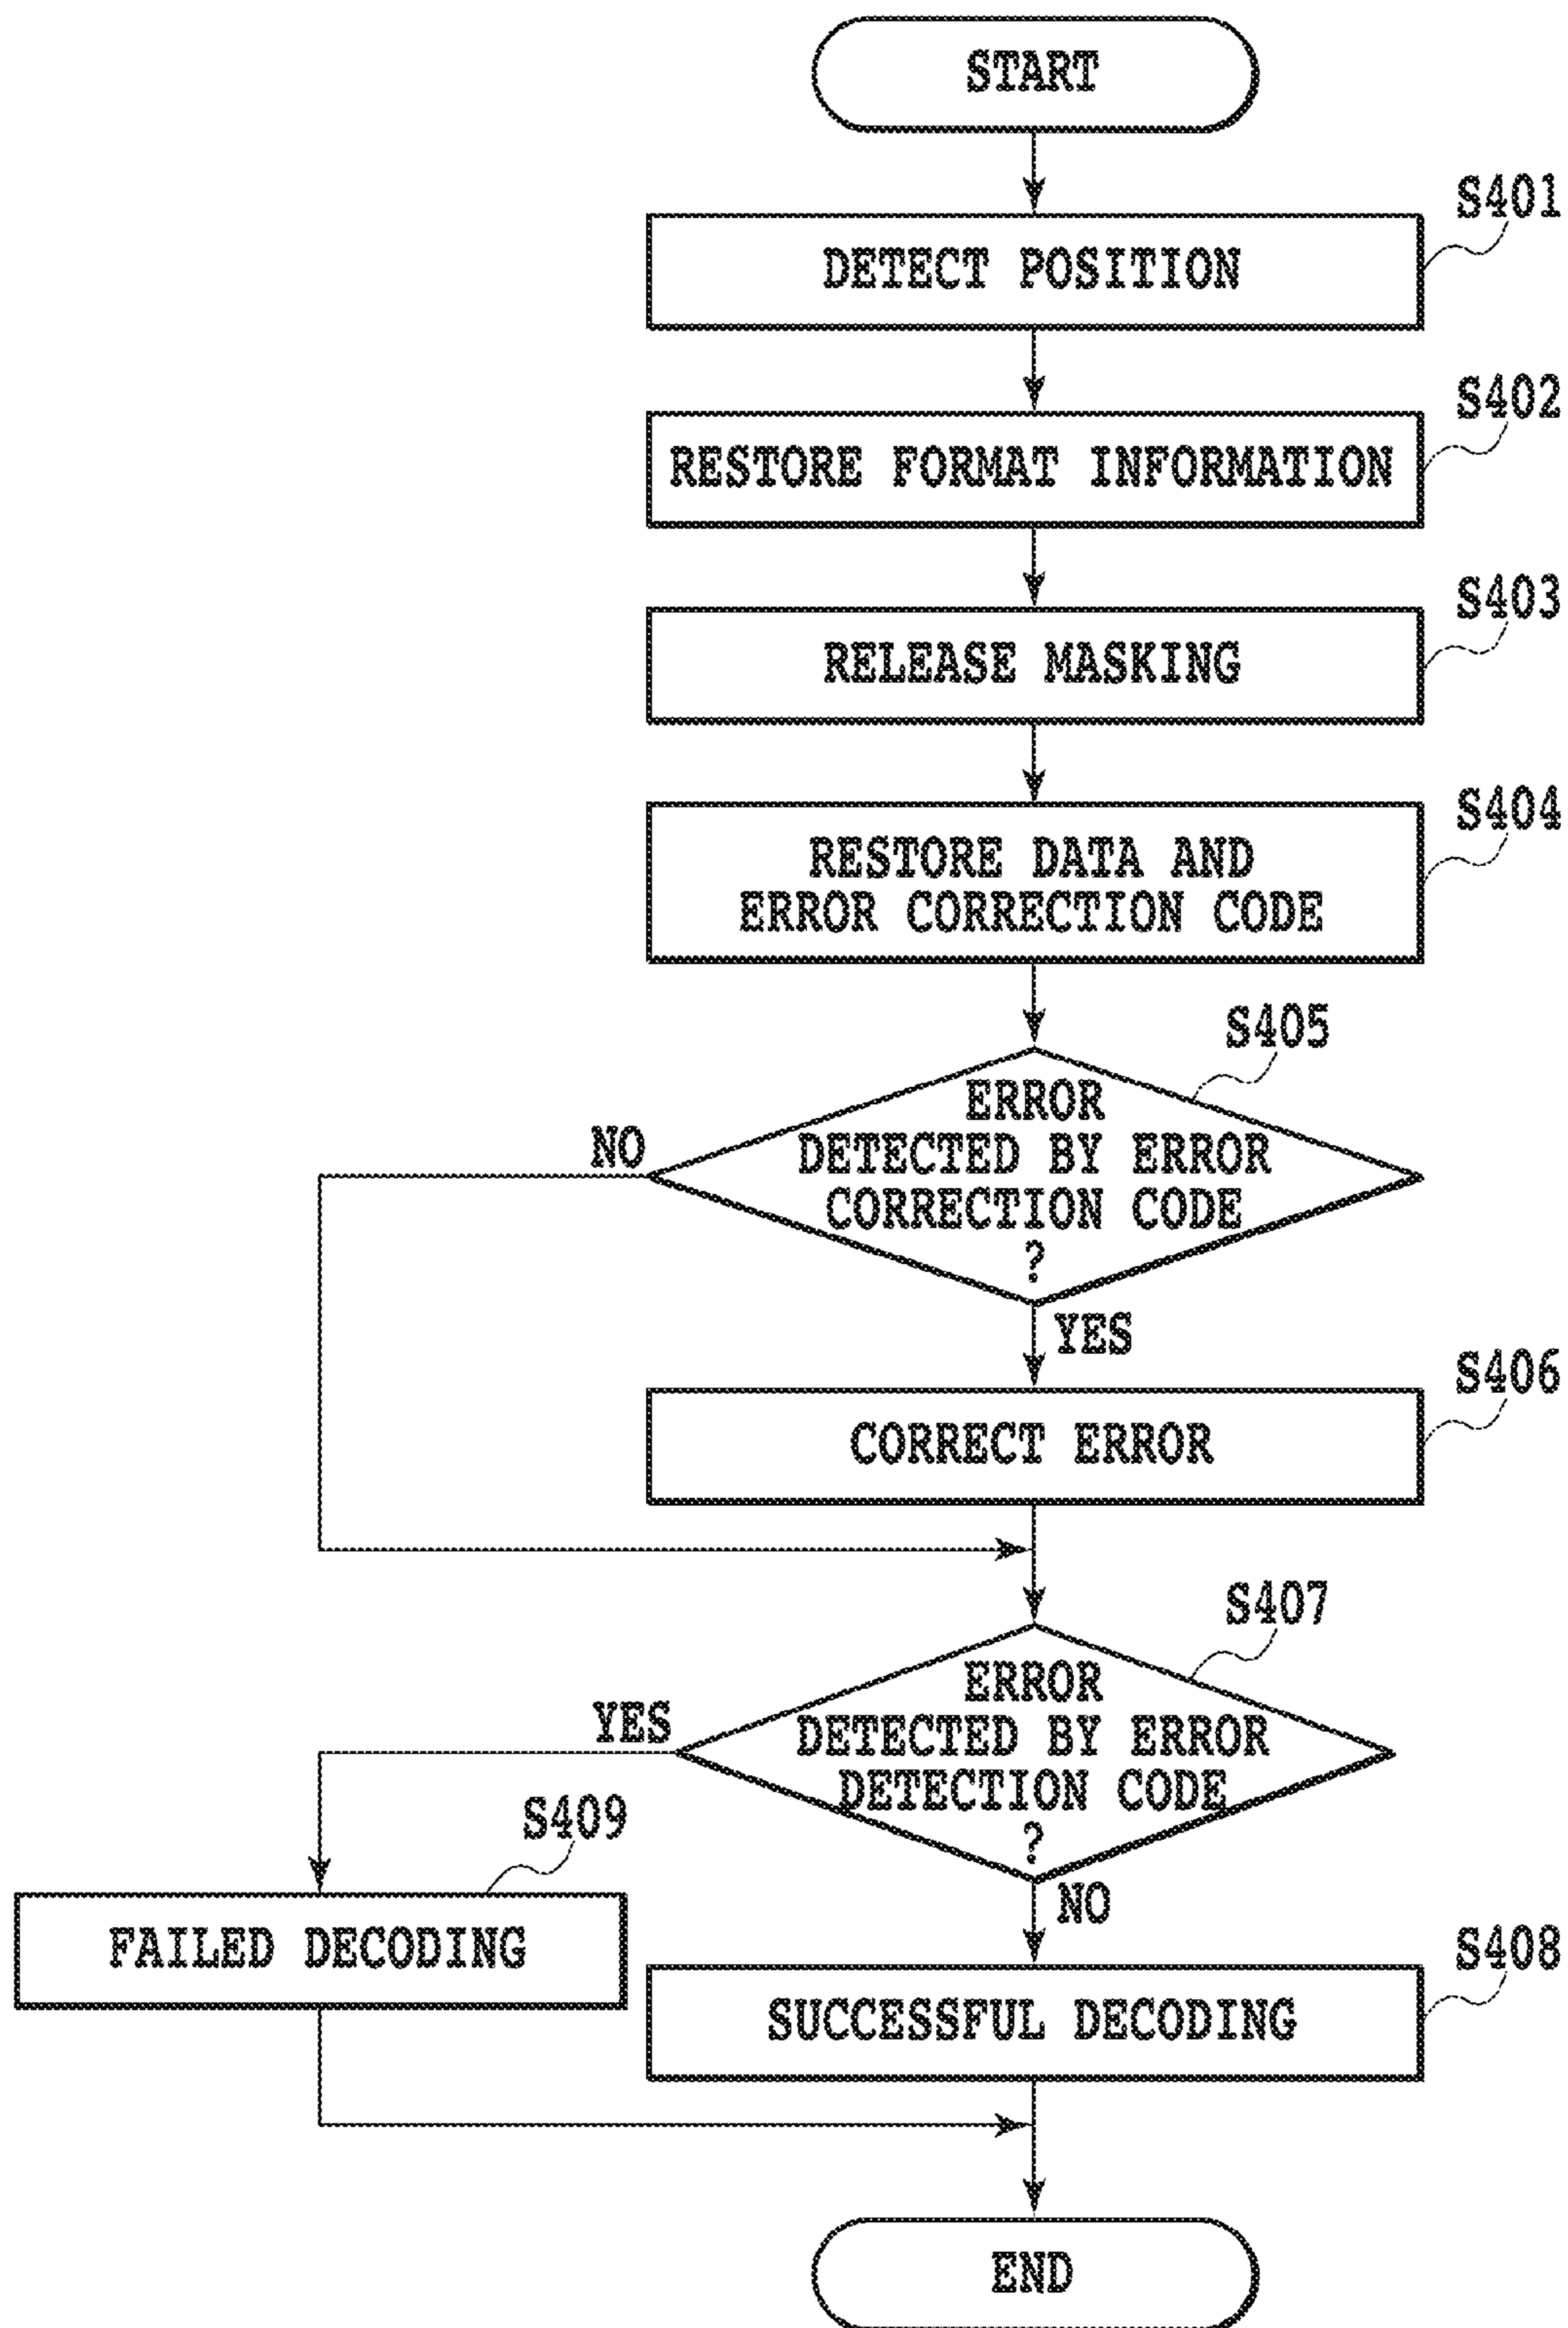 START
S401
DETECT POSITION
S402
RESTORE FORMAT INFORMATION
S403
RELEASE MASKING
S404
RESTORE DATA AND
ERROR CORRECTION CODE
S405
ERROR
DETECTED BY ERROR
CORRECTION CODE
?
NO
YES
S406
CORRECT ERROR
S407
ERROR
DETECTED BY ERROR
DETECTION CODE
?
YES
NO
S409
FAILED DECODING
S408
SUCCESSFUL DECODING
END